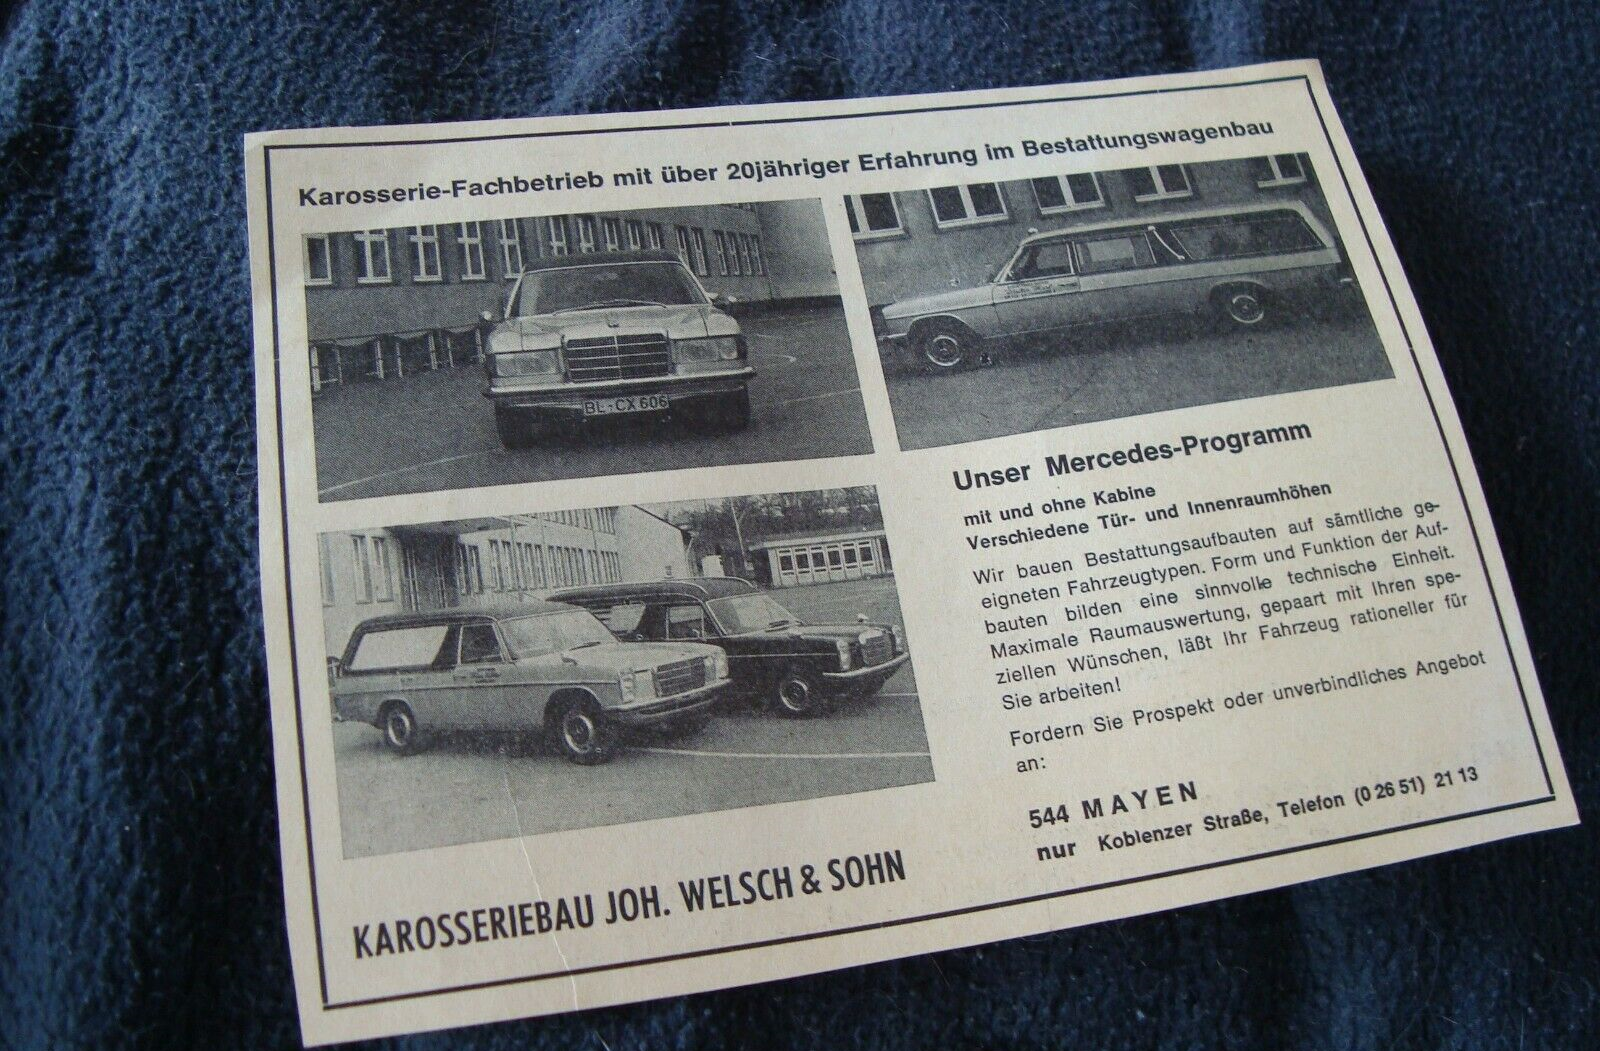 Karosserie-Fachbetrieb mit über 20jähriger Erfahrung im Bestattungswagenbau
BL-CX 606
Unser Mercedes-Programm
mit und ohne Kabine
Verschiedene Tür- und Innenraumhöhen
Wir bauen Bestattungsaufbauten auf sämtliche ge-
eigneten Fahrzeugtypen. Form und Funktion der Auf-
bauten bilden eine sinnvolle technische Einheit.
Maximale Raumauswertung, gepaart mit Ihren spe-
ziellen Wünschen, läßt Ihr Fahrzeug rationeller für
Sie arbeiten!
Fordern Sie Prospekt oder unverbindliches Angebot
an:
544 MAYEN
nur Koblenzer Straße, Telefon (0 26 51) 21 13
KAROSSERIEBAU JOH. WELSCH & SOHN